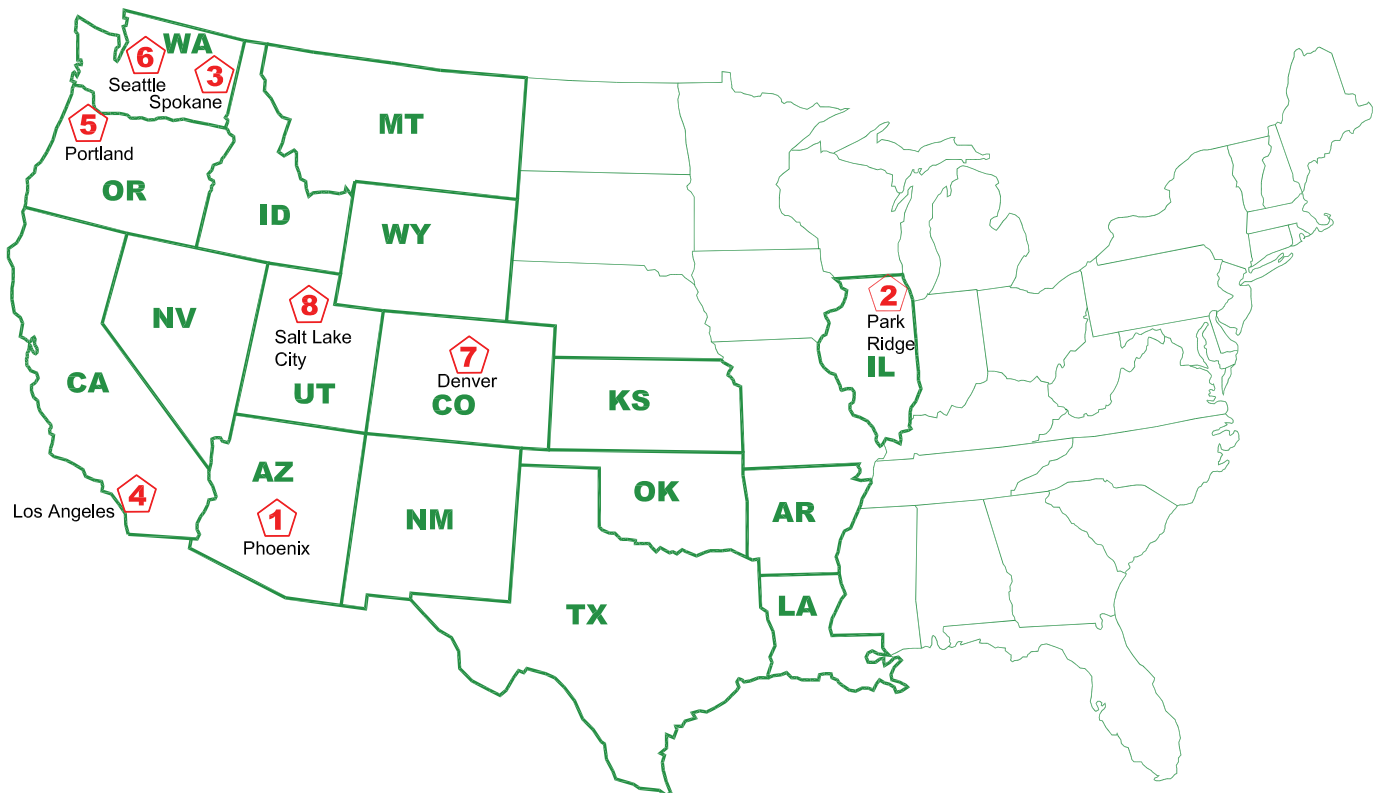 WA
6
Seattle
3
Spokane
5
Portland
OR
MT
ID
WY
NV
8
Salt Lake
City
UT
7
Denver
CO
2
Park
Ridge
IL
CA
KS
AZ
4
Los Angeles
1
Phoenix
NM
OK
AR
TX
LA